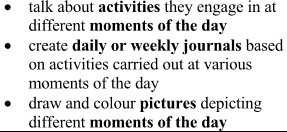 • talk about activities they engage in at
different moments of the day
• create daily or weekly journals based
on activities carried out at various
moments of the day
• draw and colour pictures depicting
different moments of the day